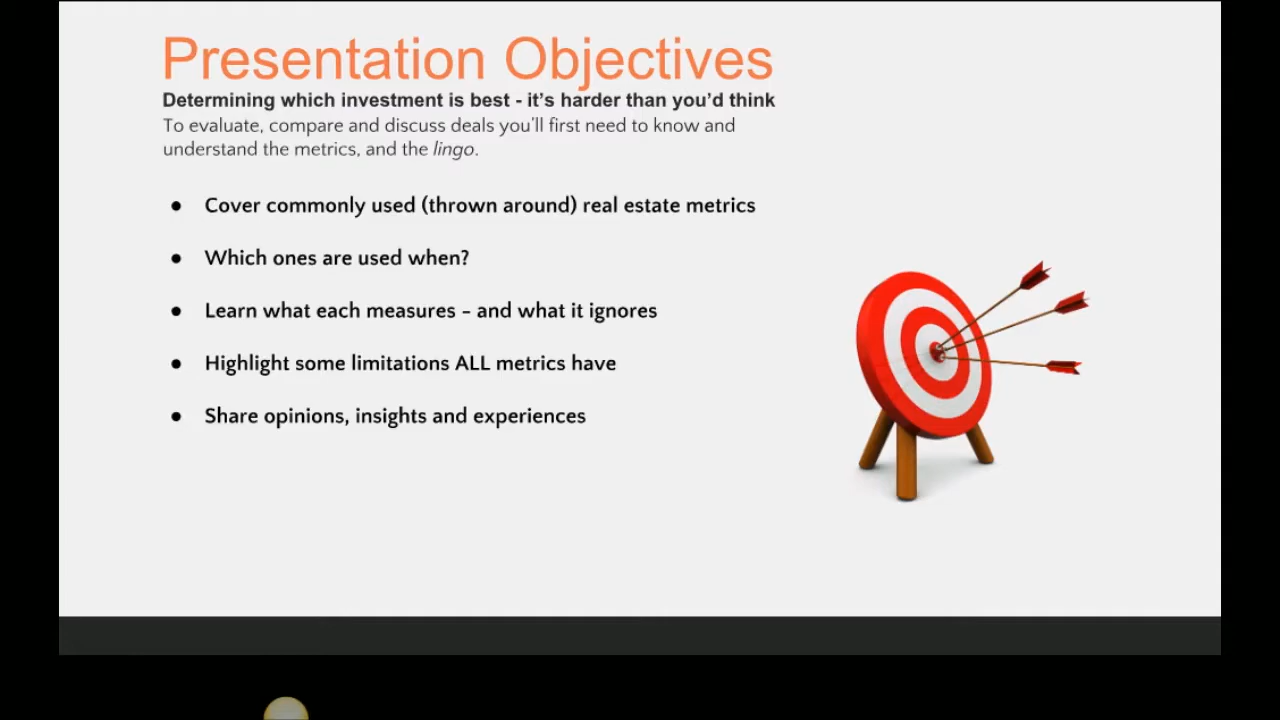 Presentation Objectives
Determining which investment is best - it's harder than you'd think
To evaluate, compare and discuss deals you'll first need to know and
understand the metrics, and the lingo.
● Cover commonly used (thrown around) real estate metrics
● Which ones are used when?
● Learn what each measures - and what it ignores
● Highlight some limitations ALL metrics have
● Share opinions, insights and experiences